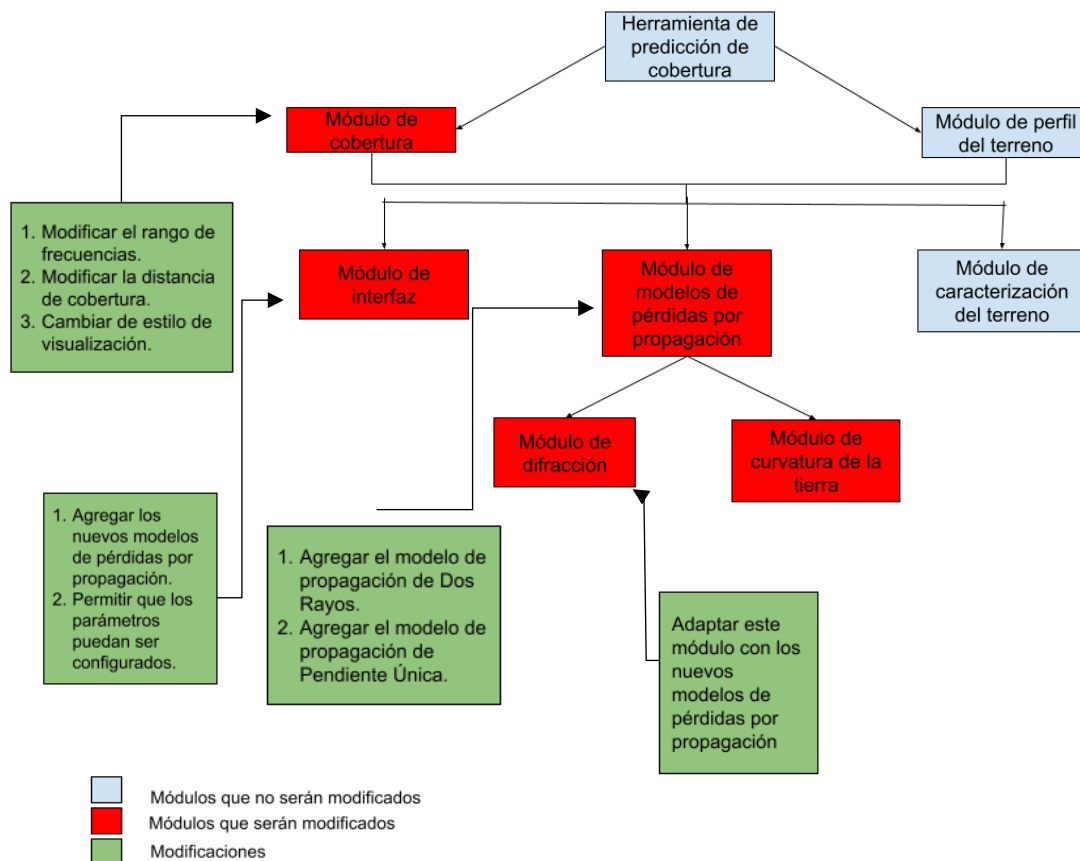 Herramienta de
predicción de
cobertura
Módulo de
cobertura
Módulo de perfil
del terreno
1. Modificar el rango de
frecuencias.
2. Modificar la distancia
de cobertura.
3. Cambiar de estilo de
visualización.
Módulo de
interfaz
Módulo de
modelos de
pérdidas por
propagación
Módulo de
caracterización
del terreno
Módulo de
difracción
Módulo de
curvatura de la
tierra
1. Agregar los
nuevos modelos
de pérdidas por
propagación.
2. Permitir que los
parámetros
puedan ser
configurados.
1. Agregar el modelo de
propagación de Dos
Rayos.
2. Agregar el modelo de
propagación de
Pendiente Única.
Adaptar este
módulo con los
nuevos
modelos de
pérdidas por
propagación
Módulos que no serán modificados
Módulos que serán modificados
Modificaciones